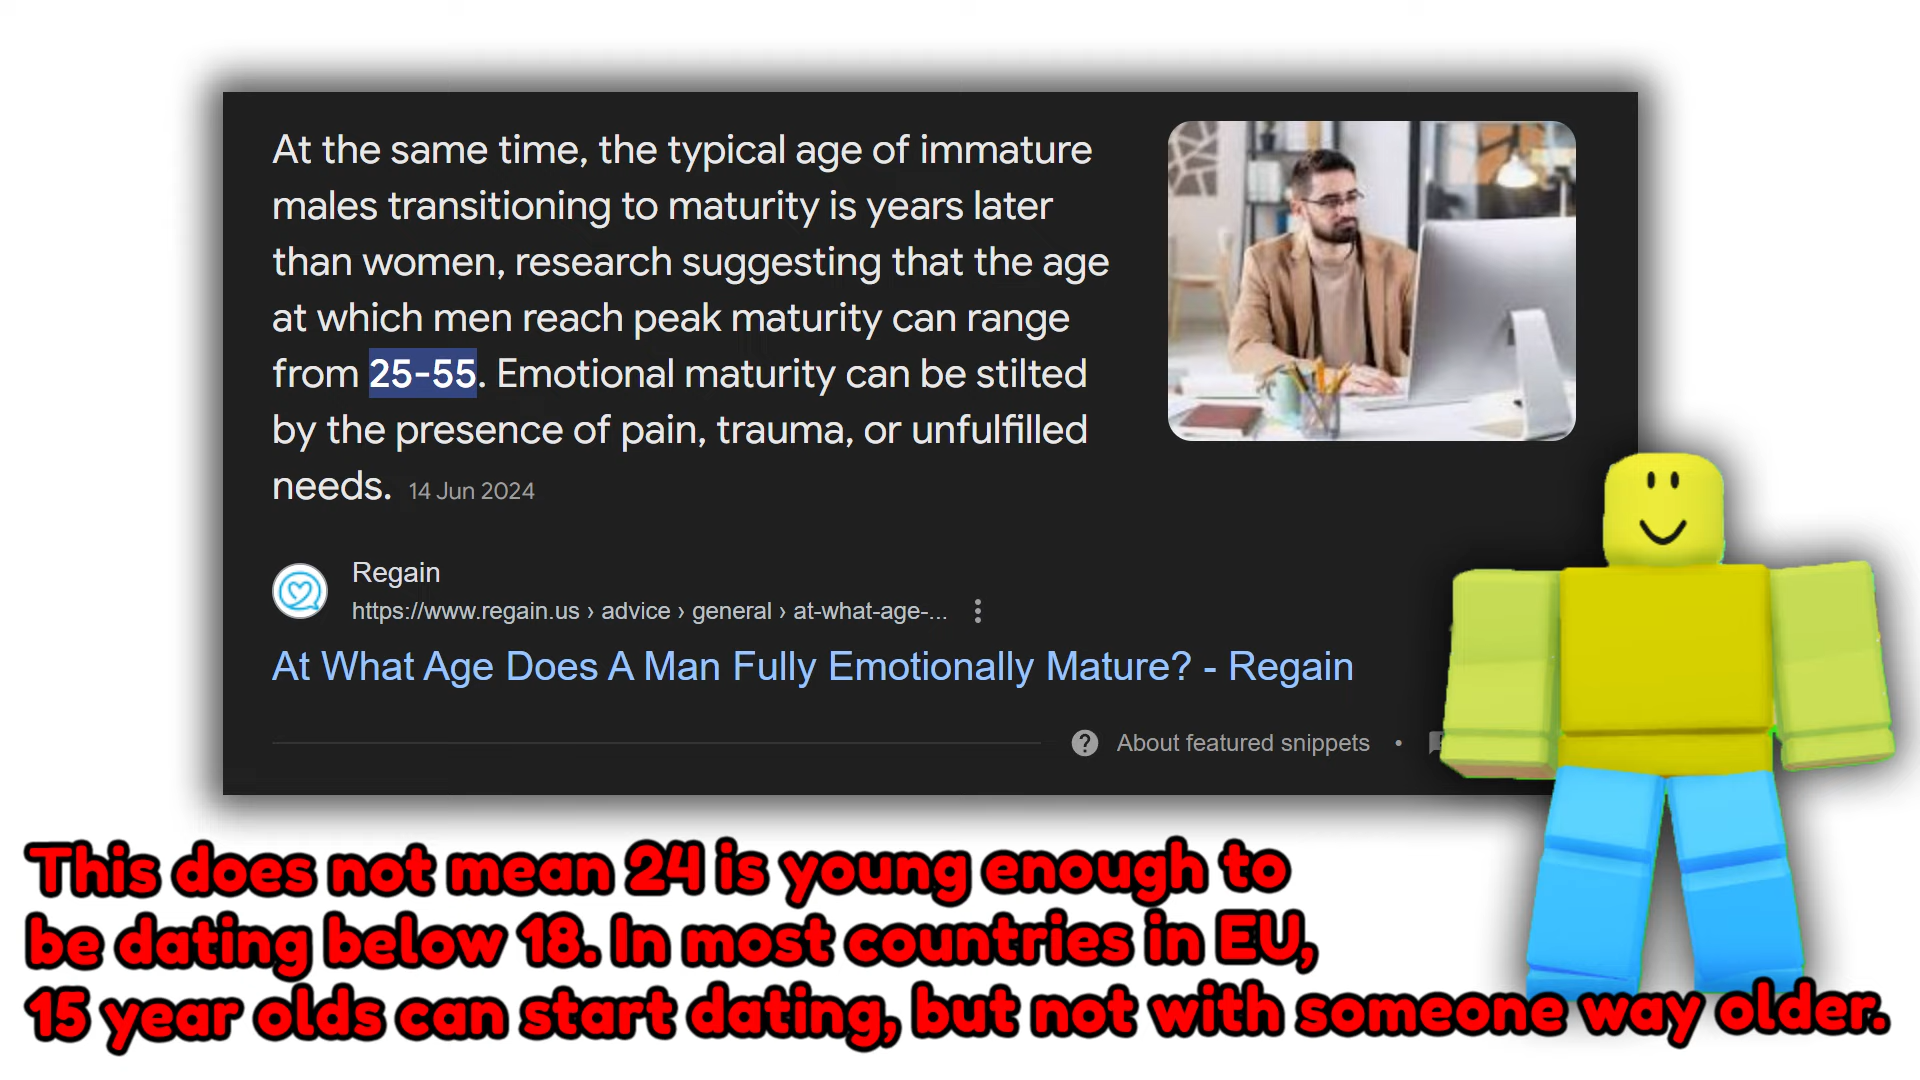 At the same time, the typical age of immature
males transitioning to maturity is years later
than women, research suggesting that the age
at which men reach peak maturity can range
from 25-55. Emotional maturity can be stilted
by the presence of pain, trauma, or unfulfilled
needs. 14 Jun 2024
Regain
https://www.regain.us › advice › general › at-what-age-...
At What Age Does A Man Fully Emotionally Mature? - Regain
About featured snippets •
This does not mean 24 is young enough to
be dating below 18. In most countries in EU,
15 year olds can start dating, but not with someone way older.